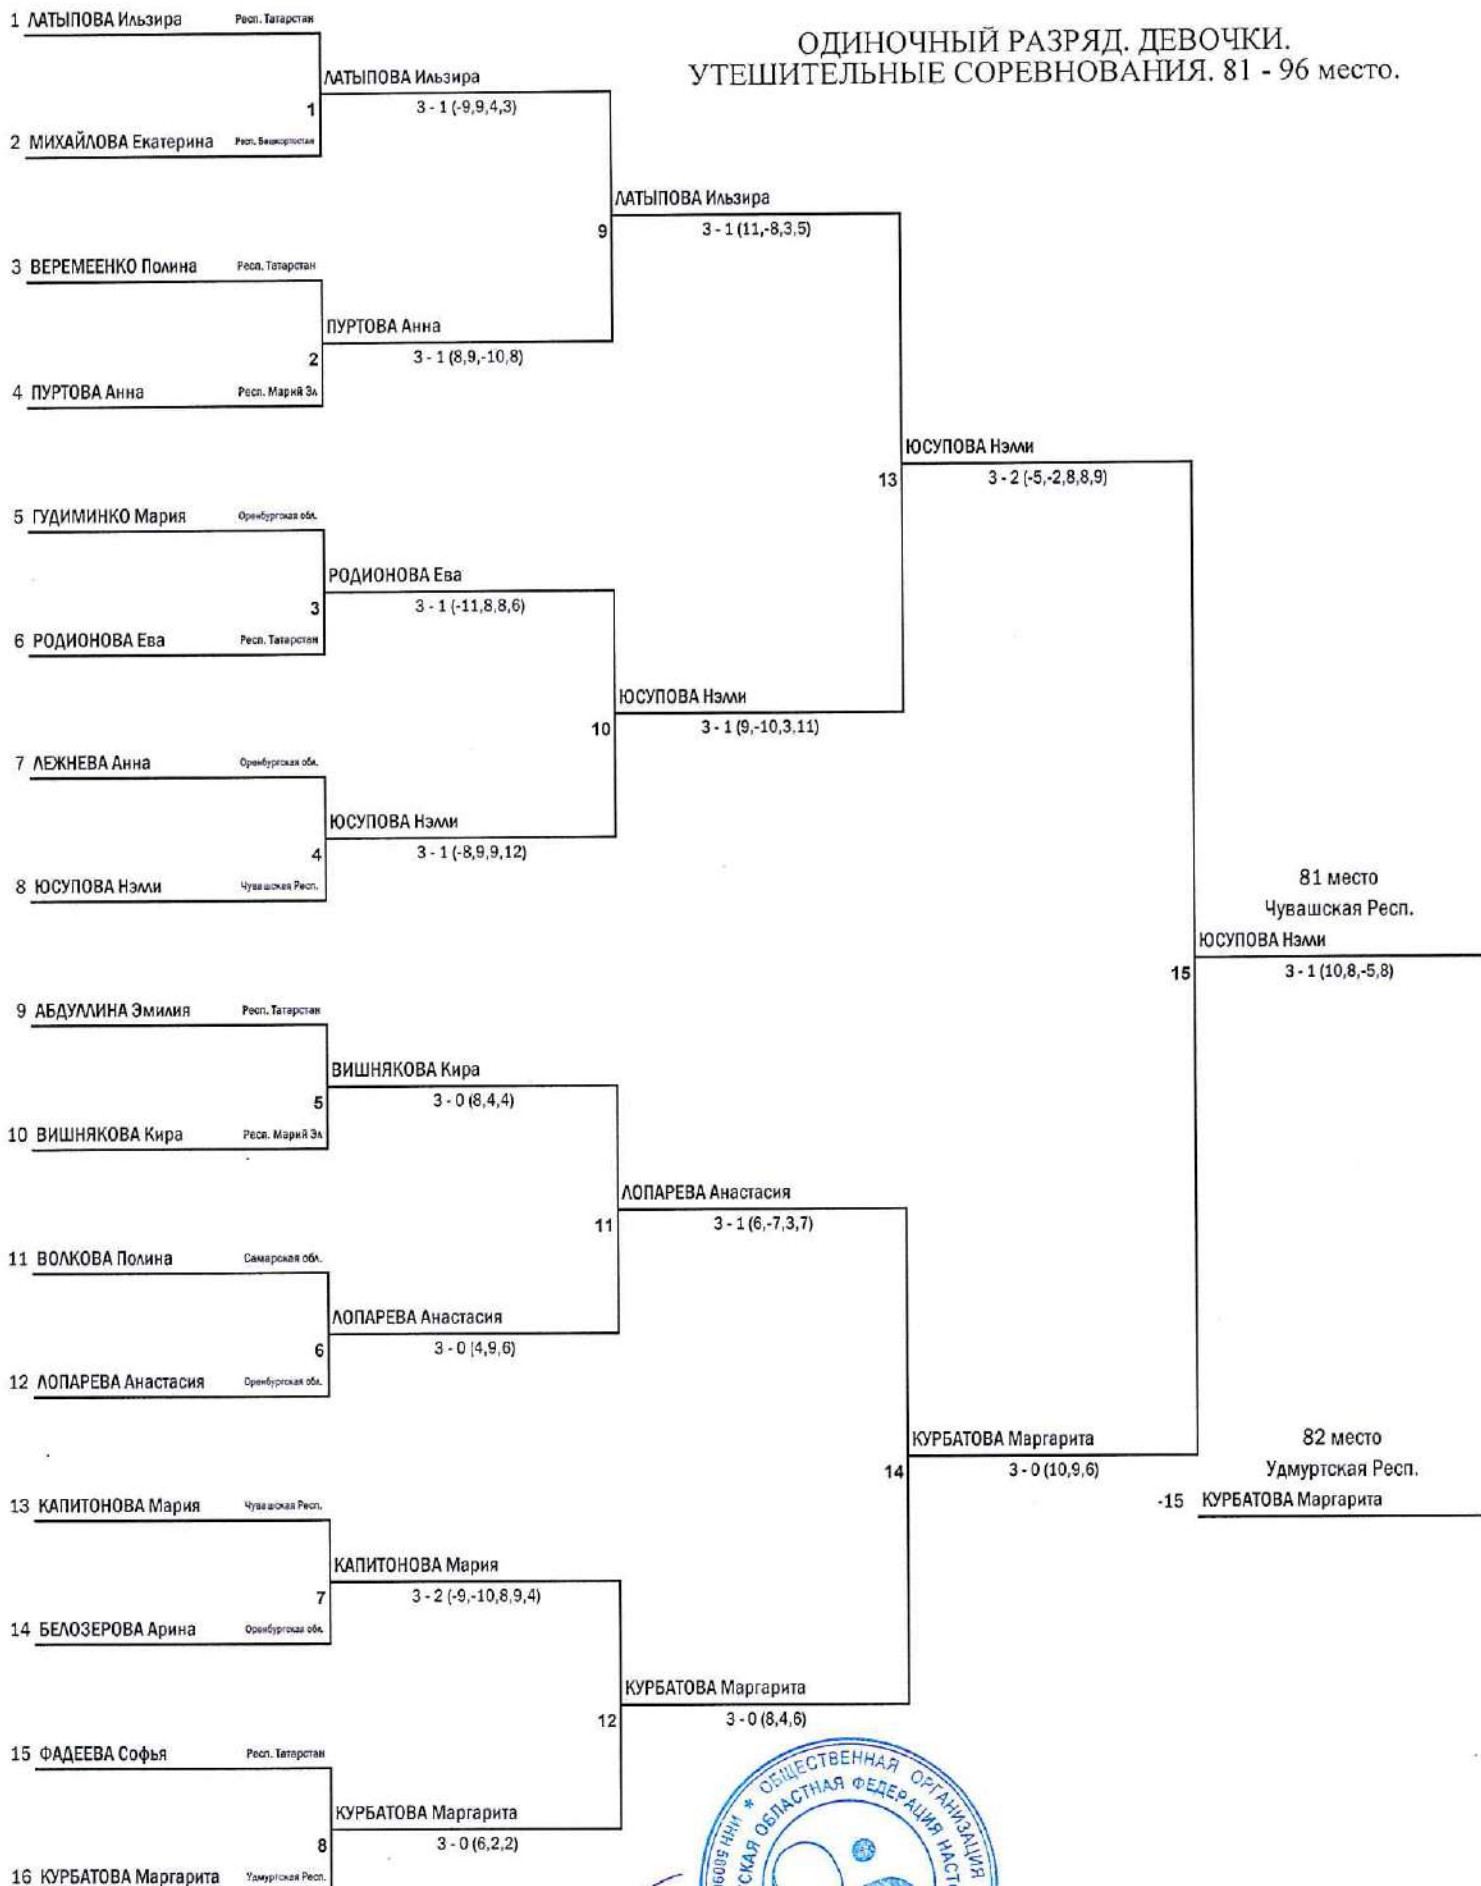 ОДИНОЧНЫЙ РАЗРЯД. ДЕВОЧКИ.
УТЕШИТЕЛЬНЫЕ СОРЕВНОВАНИЯ. 81 - 96 место.
1 ЛАТЫПОВА Ильзира Респ. Татарстан
ЛАТЫПОВА Ильзира
1 3 - 1 (-9,9,4,3)
2 МИХАЙЛОВА Екатерина Респ. Башкортостан
ЛАТЫПОВА Ильзира
9 3 - 1 (11,-8,3,5)
3 ВЕРЕМЕЕНКО Полина Респ. Татарстан
ПУРТОВА Анна
2 3 - 1 (8,9,-10,8)
4 ПУРТОВА Анна Респ. Марий Эл
ЮСУПОВА Нэлли
13 3 - 2 (-5,-2,8,8,9)
5 ГУДИМИНКО Мария Оренбургская обл.
РОДИОНОВА Ева
3 3 - 1 (-11,8,8,6)
6 РОДИОНОВА Ева Респ. Татарстан
ЮСУПОВА Нэлли
10 3 - 1 (9,-10,3,11)
7 ЛЕЖНЕВА Анна Оренбургская обл.
ЮСУПОВА Нэлли
4 3 - 1 (-8,9,9,12)
8 ЮСУПОВА Нэлли Чувашская Респ.
81 место
Чувашская Респ.
ЮСУПОВА Нэлли
15 3 - 1 (10,8,-5,8)
9 АБДУЛЛИНА Эмилия Респ. Татарстан
ВИШНЯКОВА Кира
5 3 - 0 (8,4,4)
10 ВИШНЯКОВА Кира Респ. Марий Эл
ЛОПАРЕВА Анастасия
11 3 - 1 (6,-7,3,7)
11 ВОЛКОВА Полина Самарская обл.
ЛОПАРЕВА Анастасия
6 3 - 0 (4,9,6)
12 ЛОПАРЕВА Анастасия Оренбургская обл.
КУРБАТОВА Маргарита
14 3 - 0 (10,9,6)
82 место
Удмуртская Респ.
-15 КУРБАТОВА Маргарита
13 КАПИТОНОВА Мария Чувашская Респ.
КАПИТОНОВА Мария
7 3 - 2 (-9,-10,8,9,4)
14 БЕЛОЗЕРОВА Арина Оренбургская обл.
КУРБАТОВА Маргарита
12 3 - 0 (8,4,6)
15 ФАДЕЕВА Софья Респ. Татарстан
КУРБАТОВА Маргарита
8 3 - 0 (6,2,2)
16 КУРБАТОВА Маргарита Удмуртская Респ.
* ОБЩЕСТВЕННАЯ ОРГАНИЗАЦИЯ
ОБЛАСТНАЯ ФЕДЕРАЦИЯ
ИНН